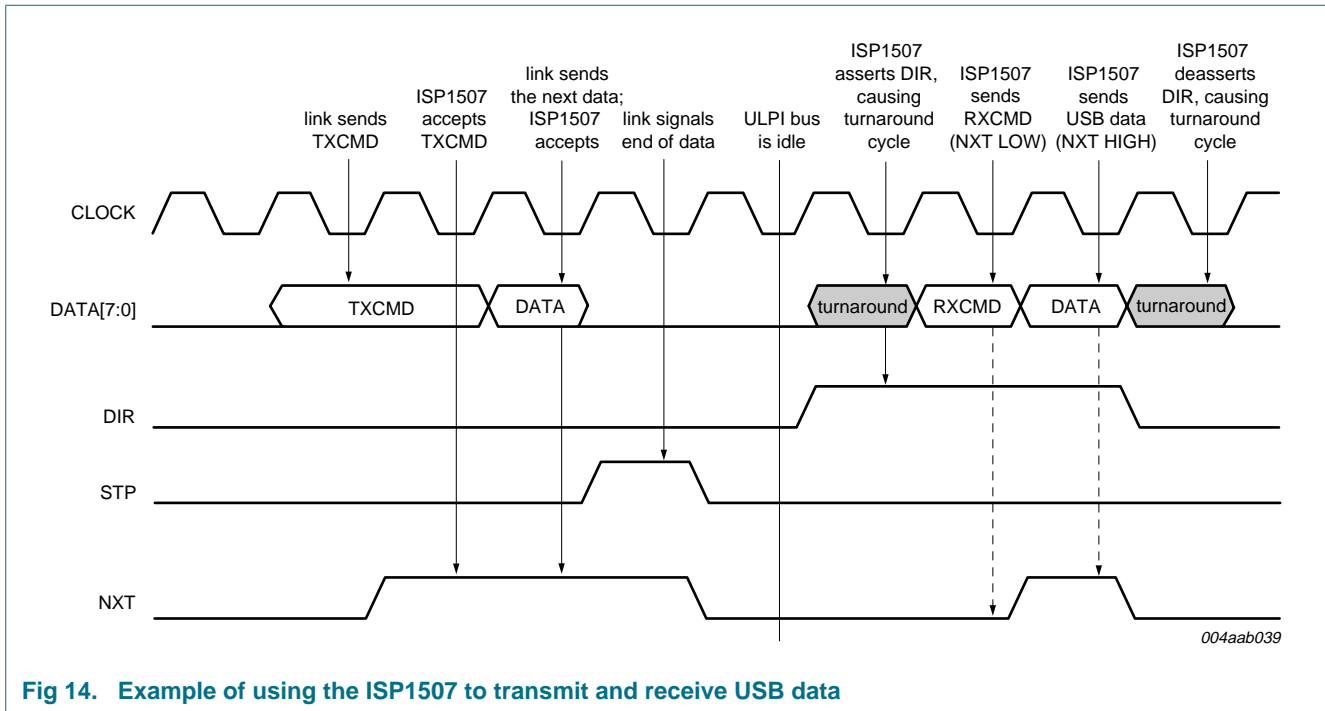 link sends
TXCMD
ISP1507
accepts
TXCMD
link sends
the next data;
ISP1507
accepts
link signals
end of data
ULPI bus
is idle
ISP1507
asserts DIR,
causing
turnaround
cycle
ISP1507
sends
RXCMD
(NXT LOW)
ISP1507
sends
USB data
(NXT HIGH)
ISP1507
deasserts
DIR, causing
turnaround
cycle
CLOCK
DATA[7:0]
TXCMD
DATA
turnaround
RXCMD
DATA
turnaround
DIR
STP
NXT
004aab039
Fig 14. Example of using the ISP1507 to transmit and receive USB data